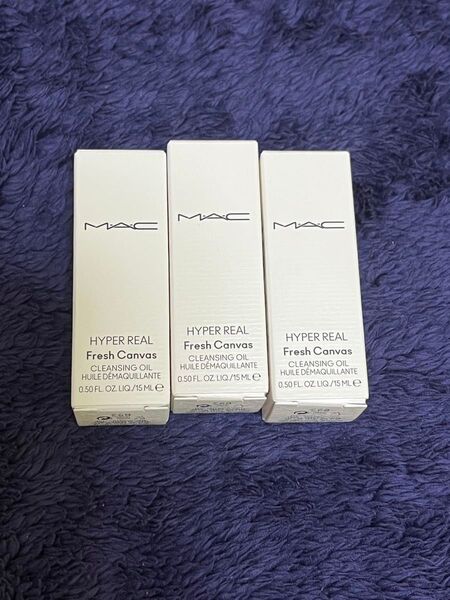 MAC
HYPER REAL
Fresh Canvas
CLEANSING OIL
HUILE DÉMAQUILLANTE
0.50 FL. OZ. LIQ./15 ML ℮
MAC
HYPER REAL
Fresh Canvas
CLEANSING OIL
HUILE DÉMAQUILLANTE
0.50 FL. OZ. LIQ./15 ML ℮
MAC
HYPER REAL
Fresh Canvas
CLEANSING OIL
HUILE DÉMAQUILLANTE
0.50 FL. OZ. LIQ./15 ML ℮